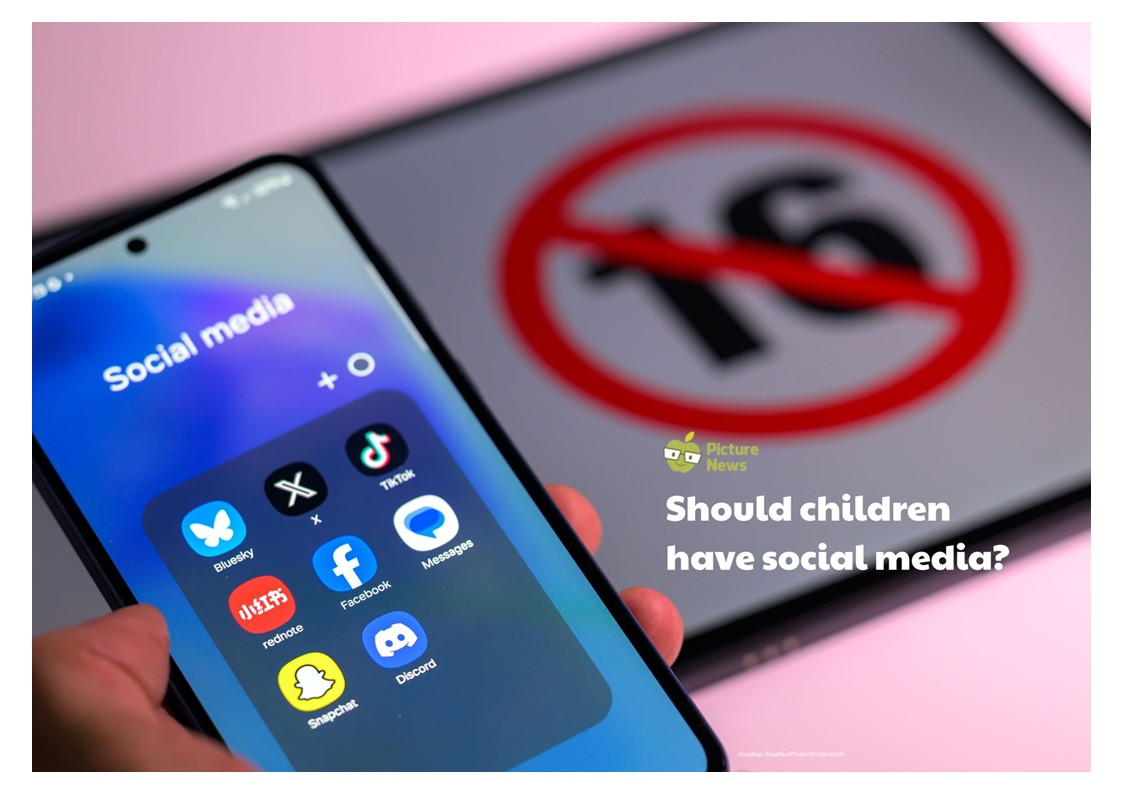 16
Social media
TikTok
X
Bluesky
Messages
Facebook
小红书
rednote
Discord
Snapchat
Picture
News
Should children
have social media?